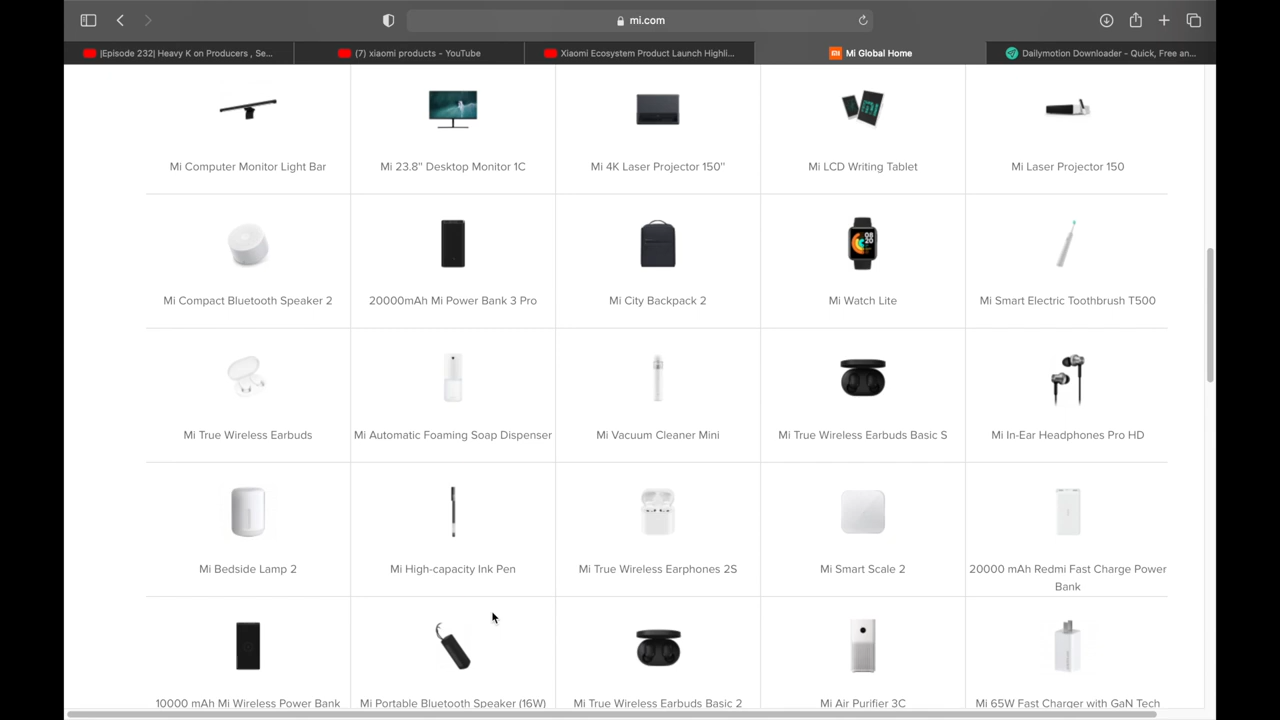 mi.com
|Episode 232| Heavy K on Producers , Se...
(7) xiaomi products - YouTube
Xiaomi Ecosystem Product Launch Highli...
Mi Global Home
Dailymotion Downloader - Quick, Free an...
Mi Computer Monitor Light Bar
Mi 23.8" Desktop Monitor 1C
Mi 4K Laser Projector 150''
Mi LCD Writing Tablet
Mi Laser Projector 150
Mi Compact Bluetooth Speaker 2
20000mAh Mi Power Bank 3 Pro
Mi City Backpack 2
Mi Watch Lite
Mi Smart Electric Toothbrush T500
Mi True Wireless Earbuds
Mi Automatic Foaming Soap Dispenser
Mi Vacuum Cleaner Mini
Mi True Wireless Earbuds Basic S
Mi In-Ear Headphones Pro HD
Mi Bedside Lamp 2
Mi High-capacity Ink Pen
Mi True Wireless Earphones 2S
Mi Smart Scale 2
20000 mAh Redmi Fast Charge Power
Bank
10000 mAh Mi Wireless Power Bank
Mi Portable Bluetooth Speaker (16W)
Mi True Wireless Earbuds Basic 2
Mi Air Purifier 3C
Mi 65W Fast Charger with GaN Tech